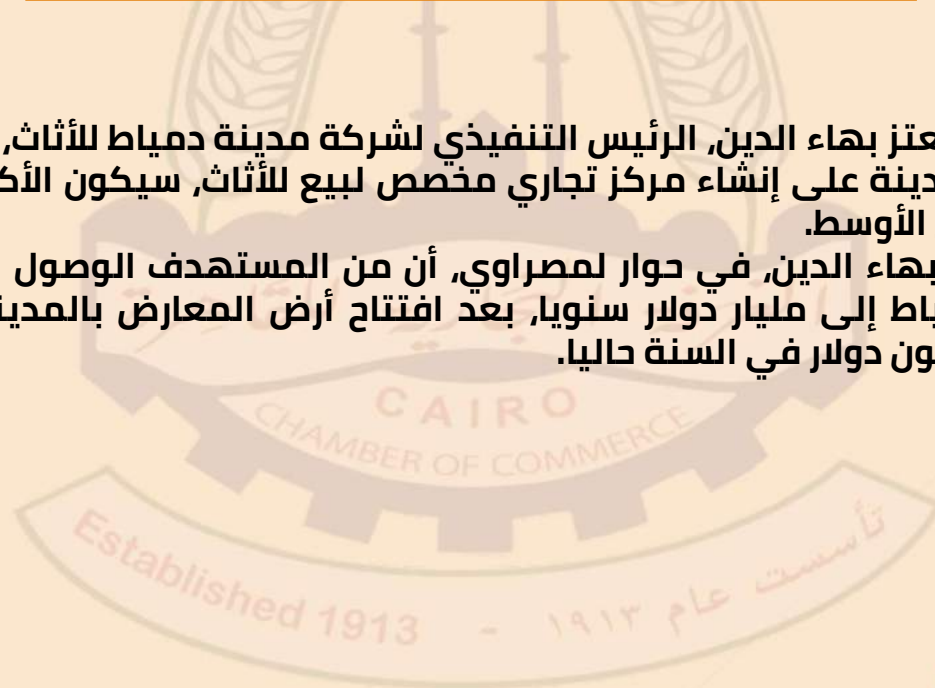 عتز بهاء الدين، الرئيس التنفيذي لشركة مدينة دمياط للأثاث،
دينة على إنشاء مركز تجاري مخصص لبيع للأثاث، سيكون الأك
الأوسط.
بهاء الدين، في حوار لمصراوي، أن من المستهدف الوصول
ياط إلى مليار دولار سنويا، بعد افتتاح أرض المعارض بالمدين
ون دولار في السنة حاليا.
CAIRO
CHAMBER OF COMMERCE
Established 1913 - تأسست عام ١٩١٣